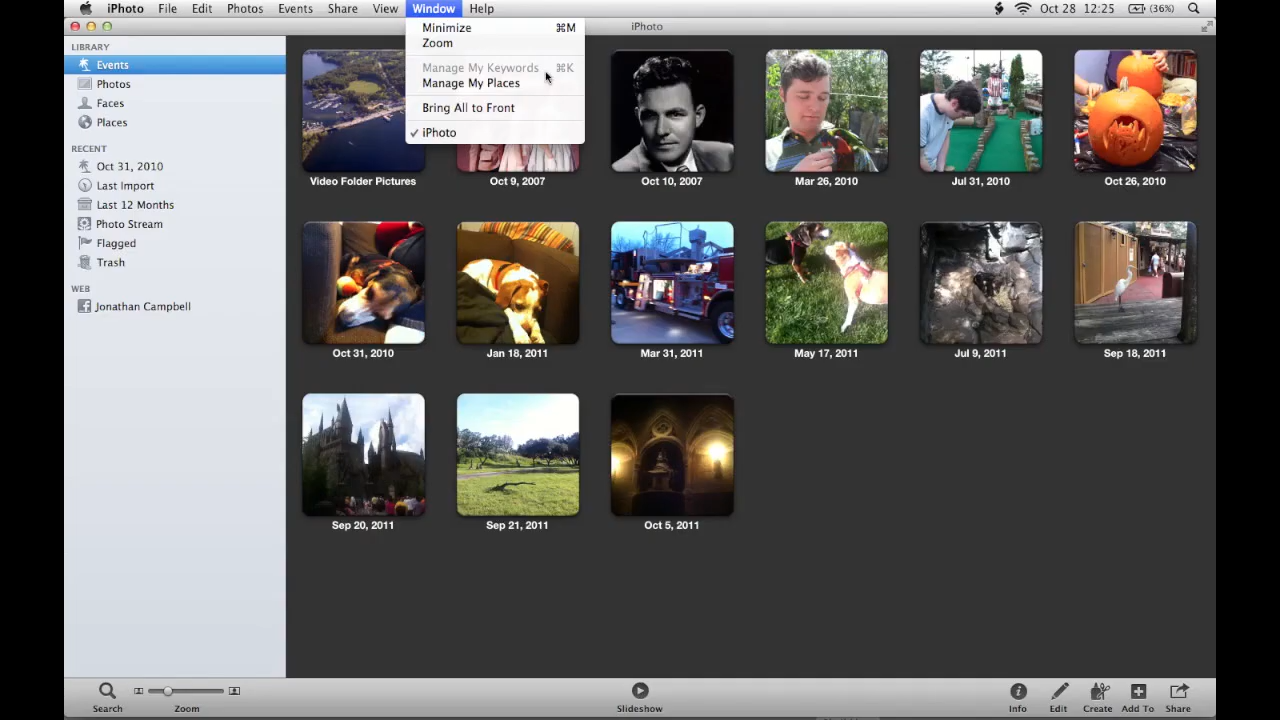 iPhoto File Edit Photos Events Share View Window Help Oct 28 12:25 (36%)
iPhoto
Minimize ⌘M
Zoom
Manage My Keywords ⌘K
Manage My Places
Bring All to Front
✓ iPhoto
LIBRARY
Events
Photos
Faces
Places
RECENT
Oct 31, 2010
Last Import
Last 12 Months
Photo Stream
Flagged
Trash
WEB
Jonathan Campbell
Video Folder Pictures Oct 9, 2007 Oct 10, 2007 Mar 26, 2010 Jul 31, 2010 Oct 26, 2010
Oct 31, 2010 Jan 18, 2011 Mar 31, 2011 May 17, 2011 Jul 9, 2011 Sep 18, 2011
Sep 20, 2011 Sep 21, 2011 Oct 5, 2011
Search Zoom Slideshow Info Edit Create Add To Share